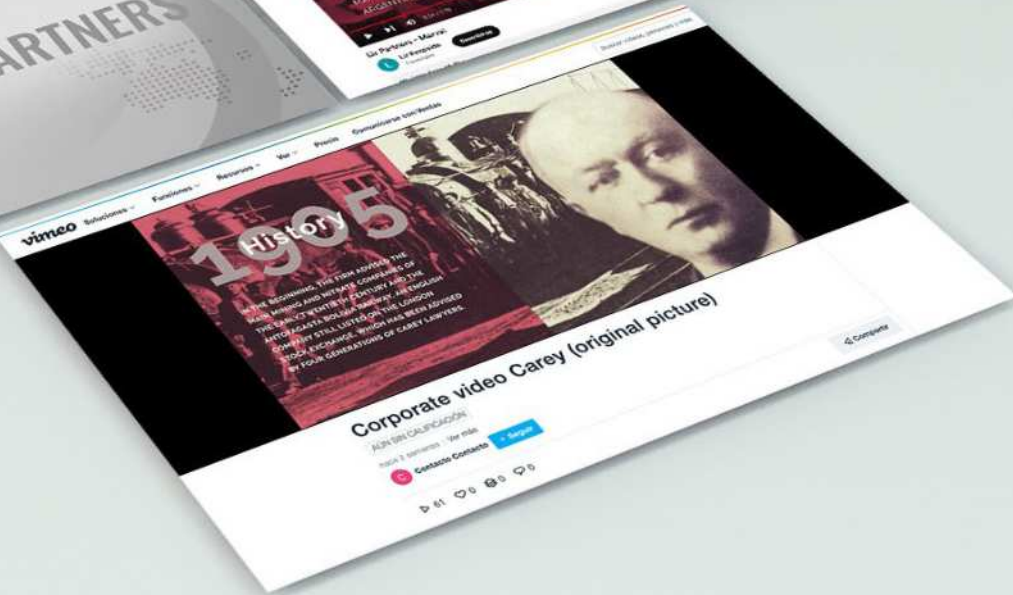 ARTNERS
ARGENTINA
Lir Partners - Marval
L
Suscribirse
vimeo Soluciones Funciones Recursos Ver Precio Comunicarse con Ventas
1905
History
IN THE BEGINNING, THE FIRM ADVISED THE
MAIN MINING AND NITRATE COMPANIES OF
THE EARLY TWENTIETH CENTURY AND THE
ANTOFAGASTA BOLIVIA RAILWAY, AN ENGLISH
COMPANY STILL LISTED ON THE LONDON
STOCK EXCHANGE, WHICH HAS BEEN ADVISED
BY FOUR GENERATIONS OF CAREY LAWYERS.
Corporate video Carey (original picture)
Compartir
AÚN SIN CALIFICACIÓN
hace 2 semanas Ver más
C Contacto Contacto + Seguir
61 0 0 0